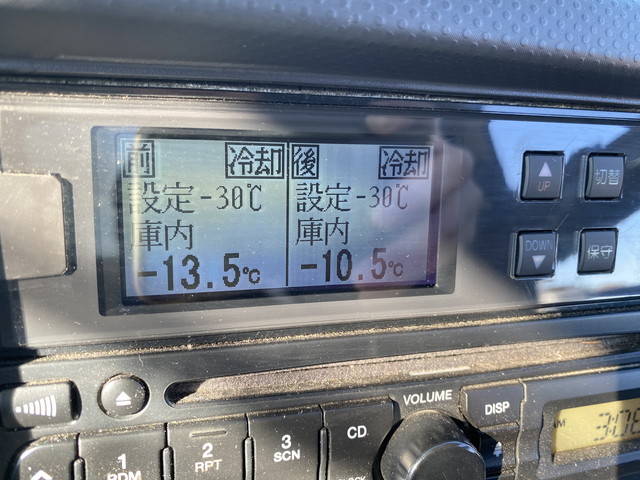 前 冷却 後 冷却
設定-30℃ 設定-30℃
庫内 庫内
-13.5℃ -10.5℃
UP 切替
DOWN 保守
VOLUME
DISP
1 RDM
2 RPT
3 SCN
CD